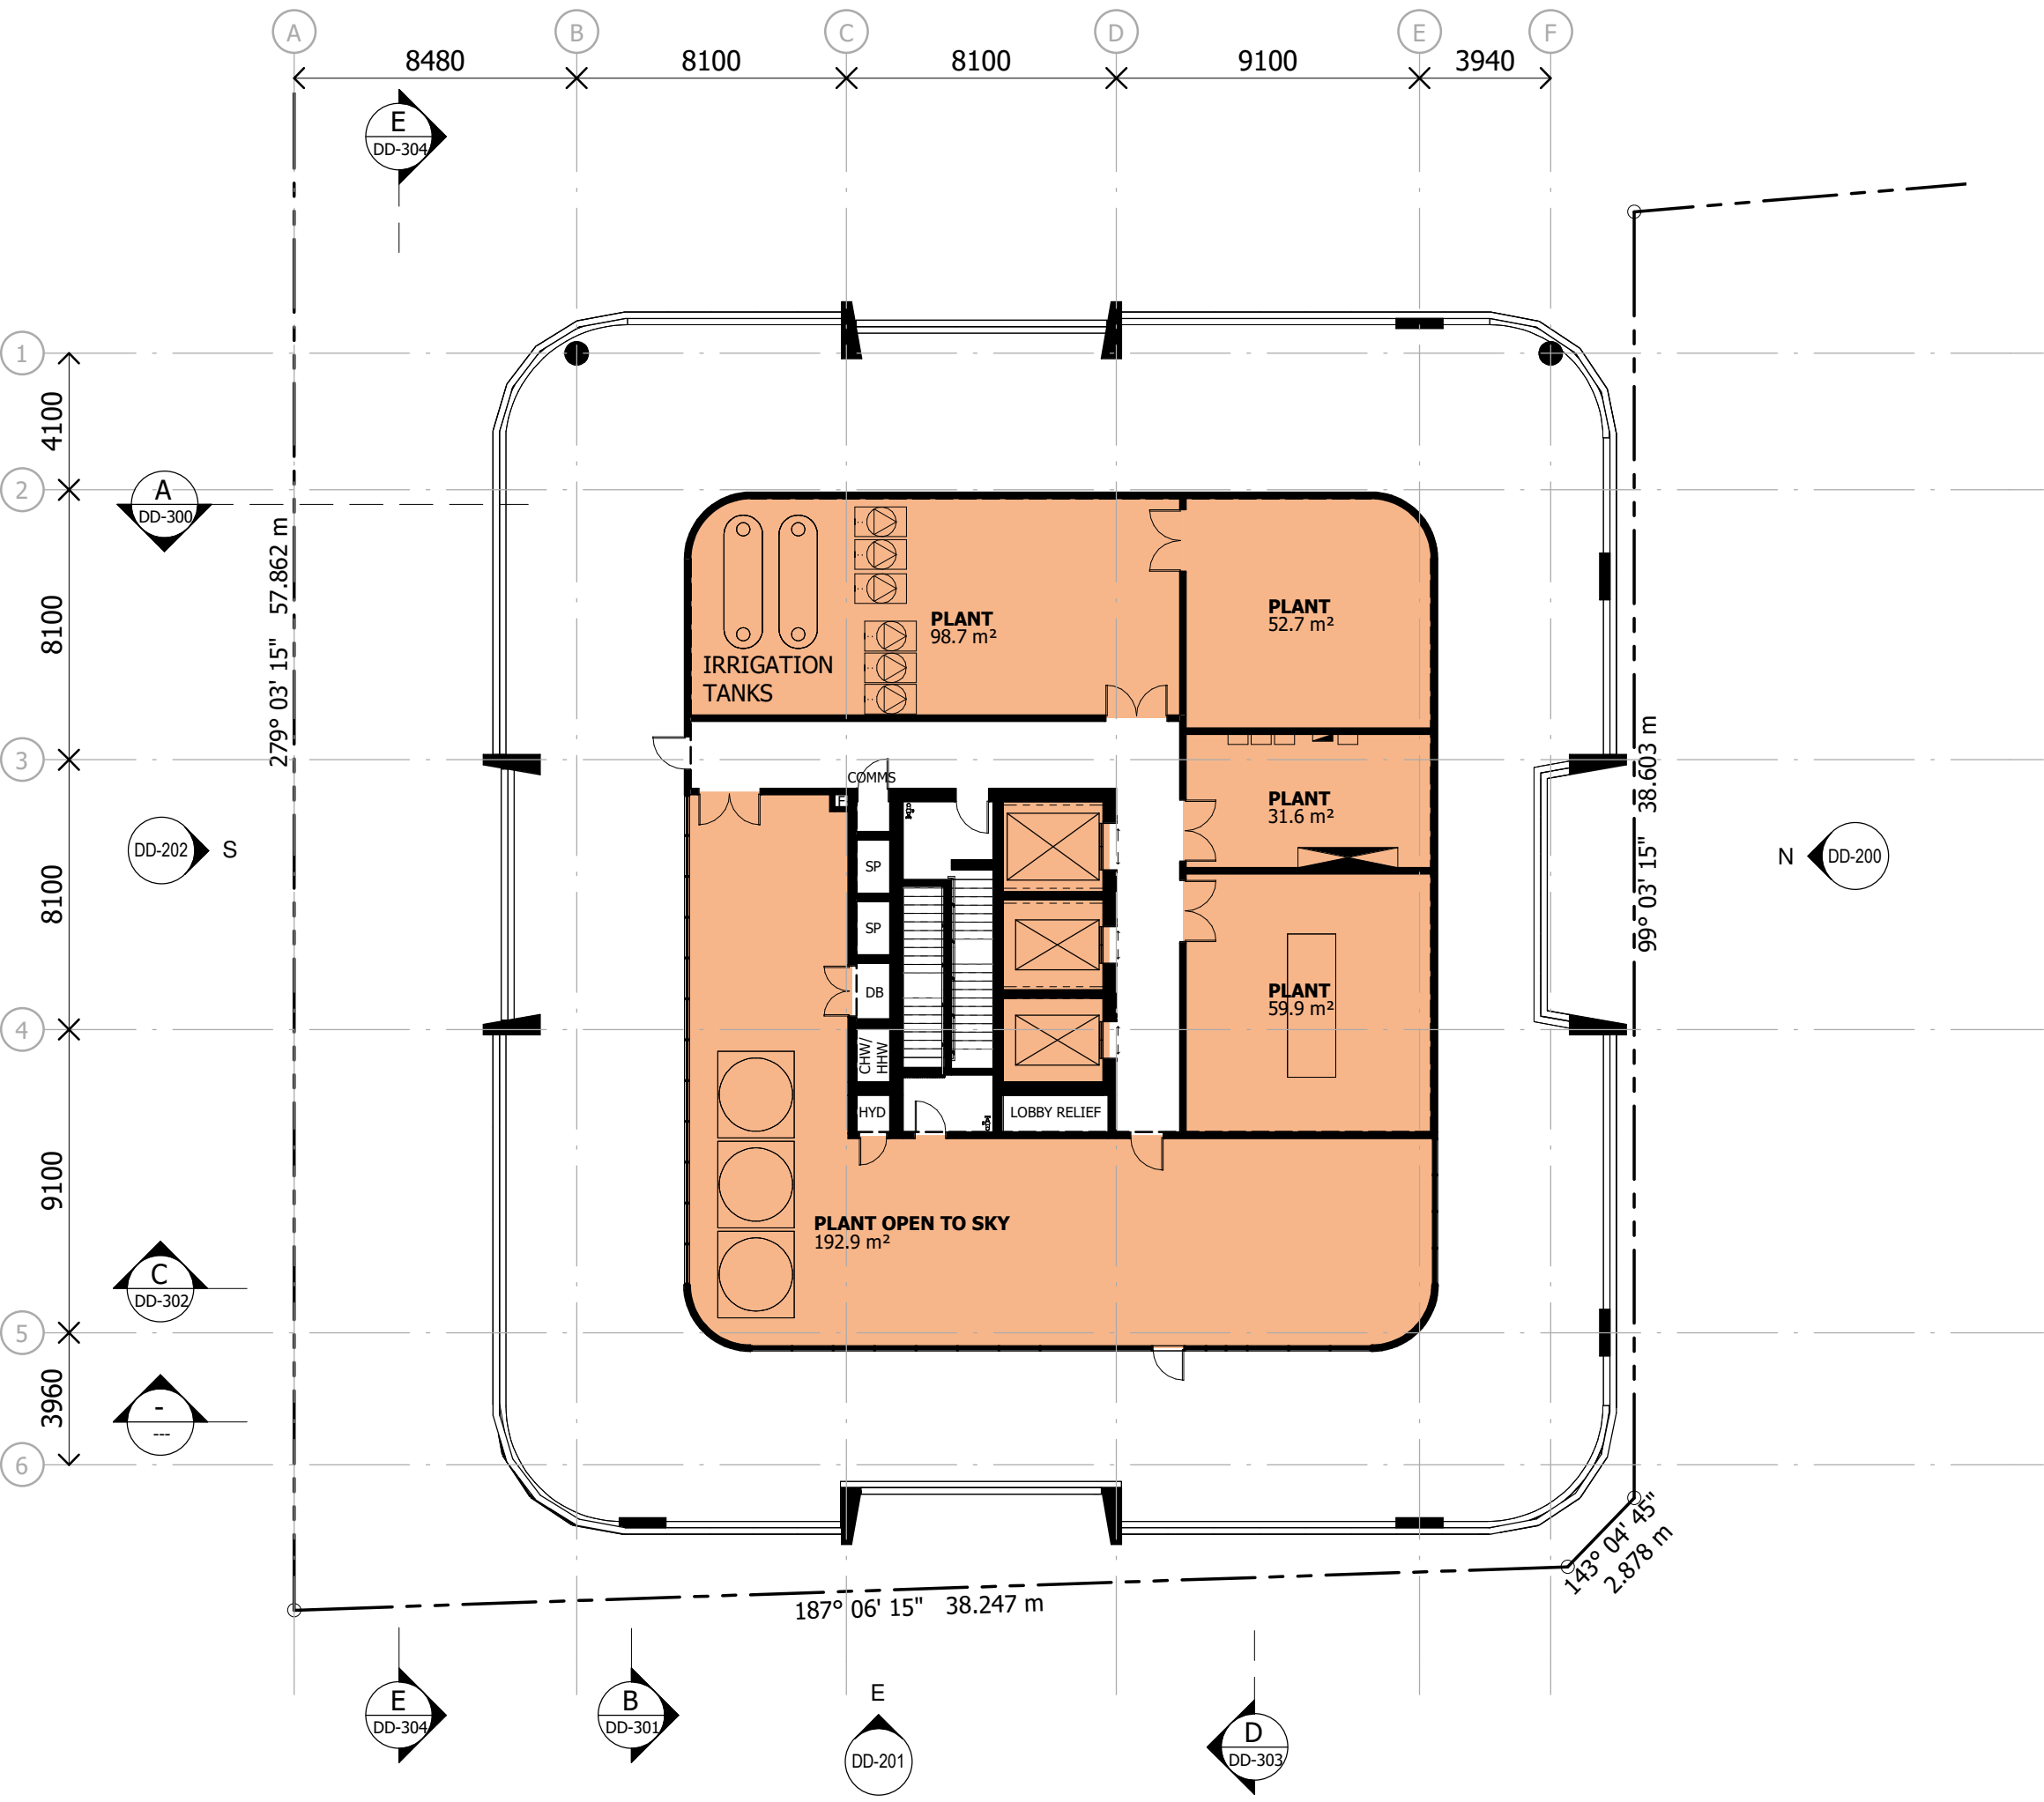 A B C D E F
8480 8100 8100 9100 3940
E
DD-304
1
4100
2
A
DD-300
279° 03' 15" 57.862 m
8100
PLANT
98.7 m²
PLANT
52.7 m²
IRRIGATION
TANKS
3
COMMS
F
PLANT
31.6 m²
99° 03' 15" 38.603 m
DD-202
S
N
DD-200
8100
SP
SP
DB
PLANT
59.9 m²
4
CHW/
HHW
HYD
LOBBY RELIEF
9100
PLANT OPEN TO SKY
192.9 m²
C
DD-302
5
3960
-
---
6
143° 04' 45"
2.878 m
187° 06' 15" 38.247 m
E
DD-304
B
DD-301
E
DD-201
D
DD-303